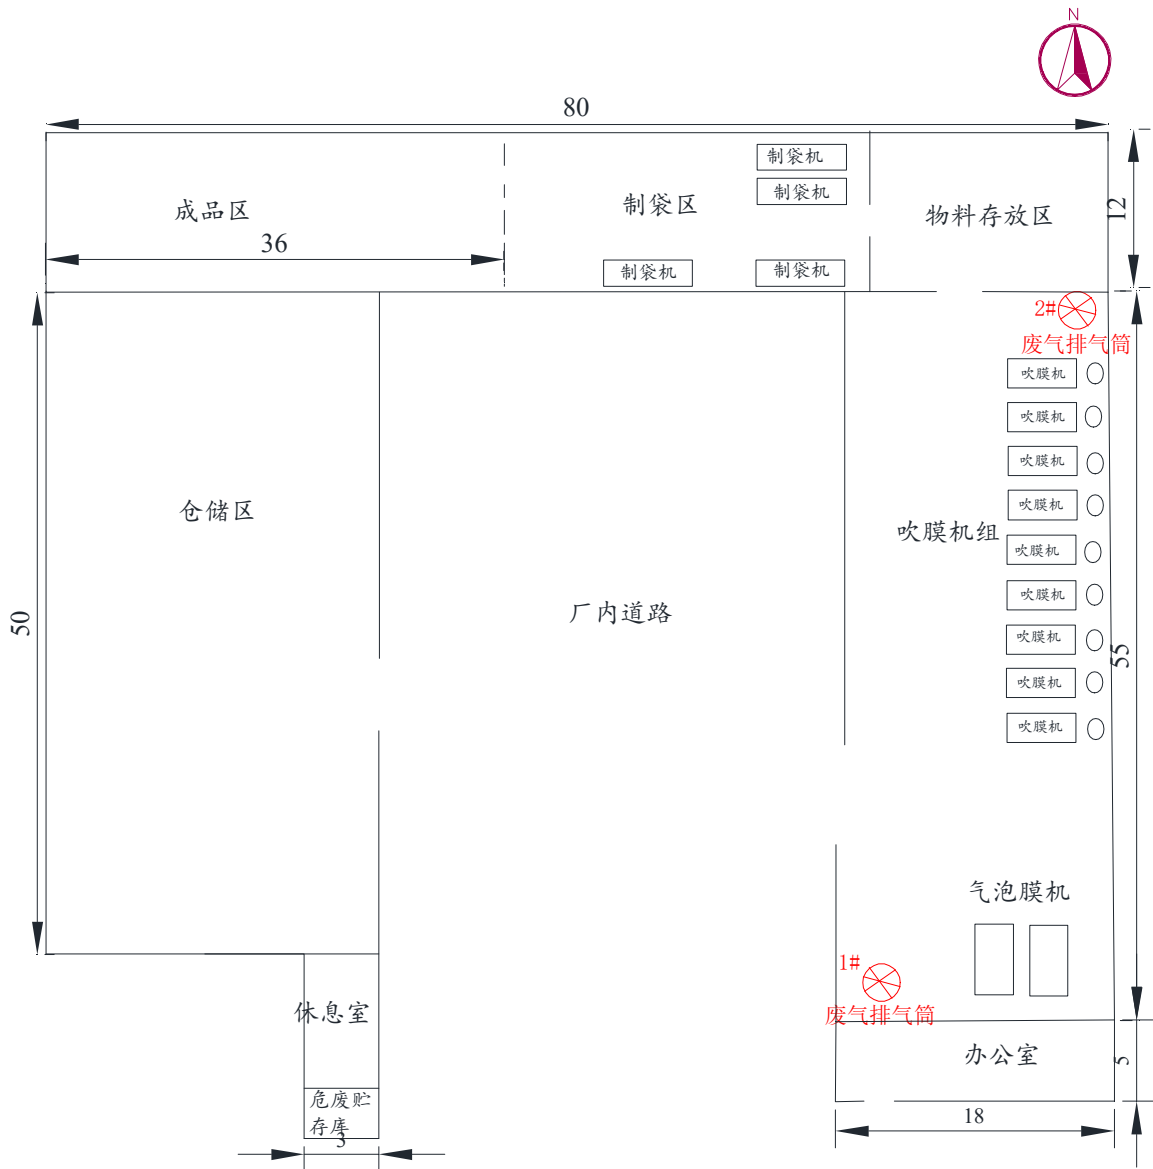 N
80
制袋机
制袋机
成品区
制袋区
物料存放区
12
36
制袋机
制袋机
2#
废气排气筒
吹膜机
吹膜机
吹膜机
仓储区
吹膜机
吹膜机组
吹膜机
吹膜机
厂内道路
50
吹膜机
55
吹膜机
吹膜机
气泡膜机
1#
休息室
废气排气筒
办公室
5
危废贮
存库
18
3